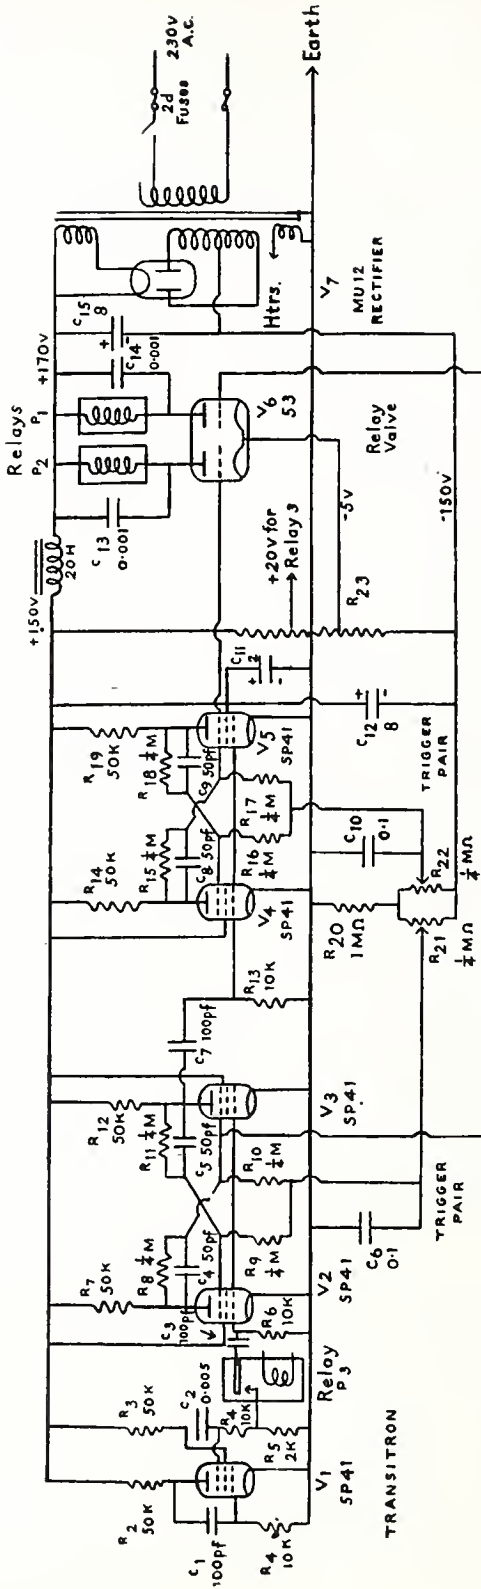 R2
50K
C1
100pf
R4
10K
V1
SP41
TRANSITRON
R3
50K
C2
0.005
R4
10K
R5
2K
Relay
P3
C3
100pf
R6
10K
R7
50K
R8 ¼M
C4 50pf
V2
SP41
R9
¼M
R10
¼M
C5 50pf
R11 ¼M
R12
50K
V3
SP41
C6
0.1
TRIGGER
PAIR
C7 100pf
R13
10K
R14
50K
R15 ¼M
C8 50pf
V4
SP41
R16
¼M
R17
¼M
C9 50pf
R18 ¼M
R19
50K
V5
SP41
R20
1MΩ
R21
¼MΩ
R22
¼MΩ
C10
0.1
TRIGGER
PAIR
C11
+ 2 -
C12
8
+ -
+150V
20H
+20V for
Relay 3
R23
-5V
-150V
C13
0.001
Relays
P2 P1
+170V
C14
0.001
C15
8
+ -
V6
53
Relay
Valve
Htrs.
V7
MU12
RECTIFIER
2d
Fuses
230V
A.C.
Earth